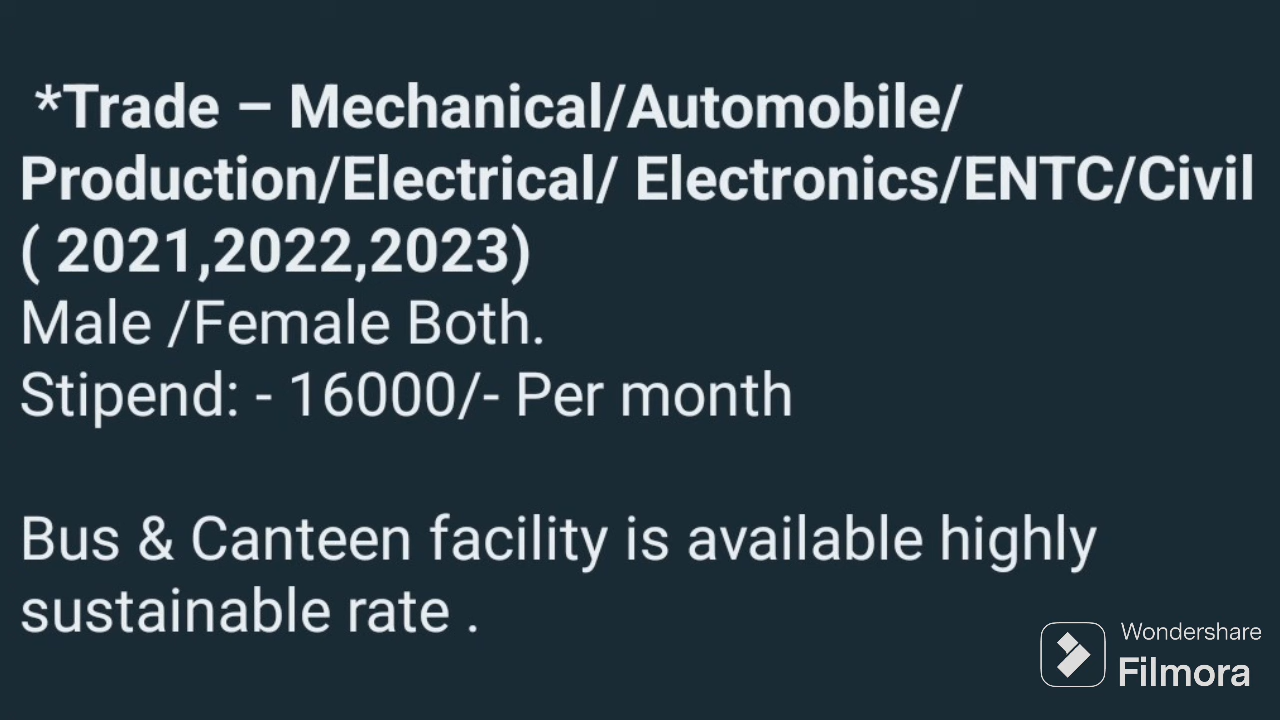 *Trade – Mechanical/Automobile/
Production/Electrical/ Electronics/ENTC/Civil
( 2021,2022,2023)
Male /Female Both.
Stipend: - 16000/- Per month
Bus & Canteen facility is available highly
sustainable rate .
Wondershare
Filmora